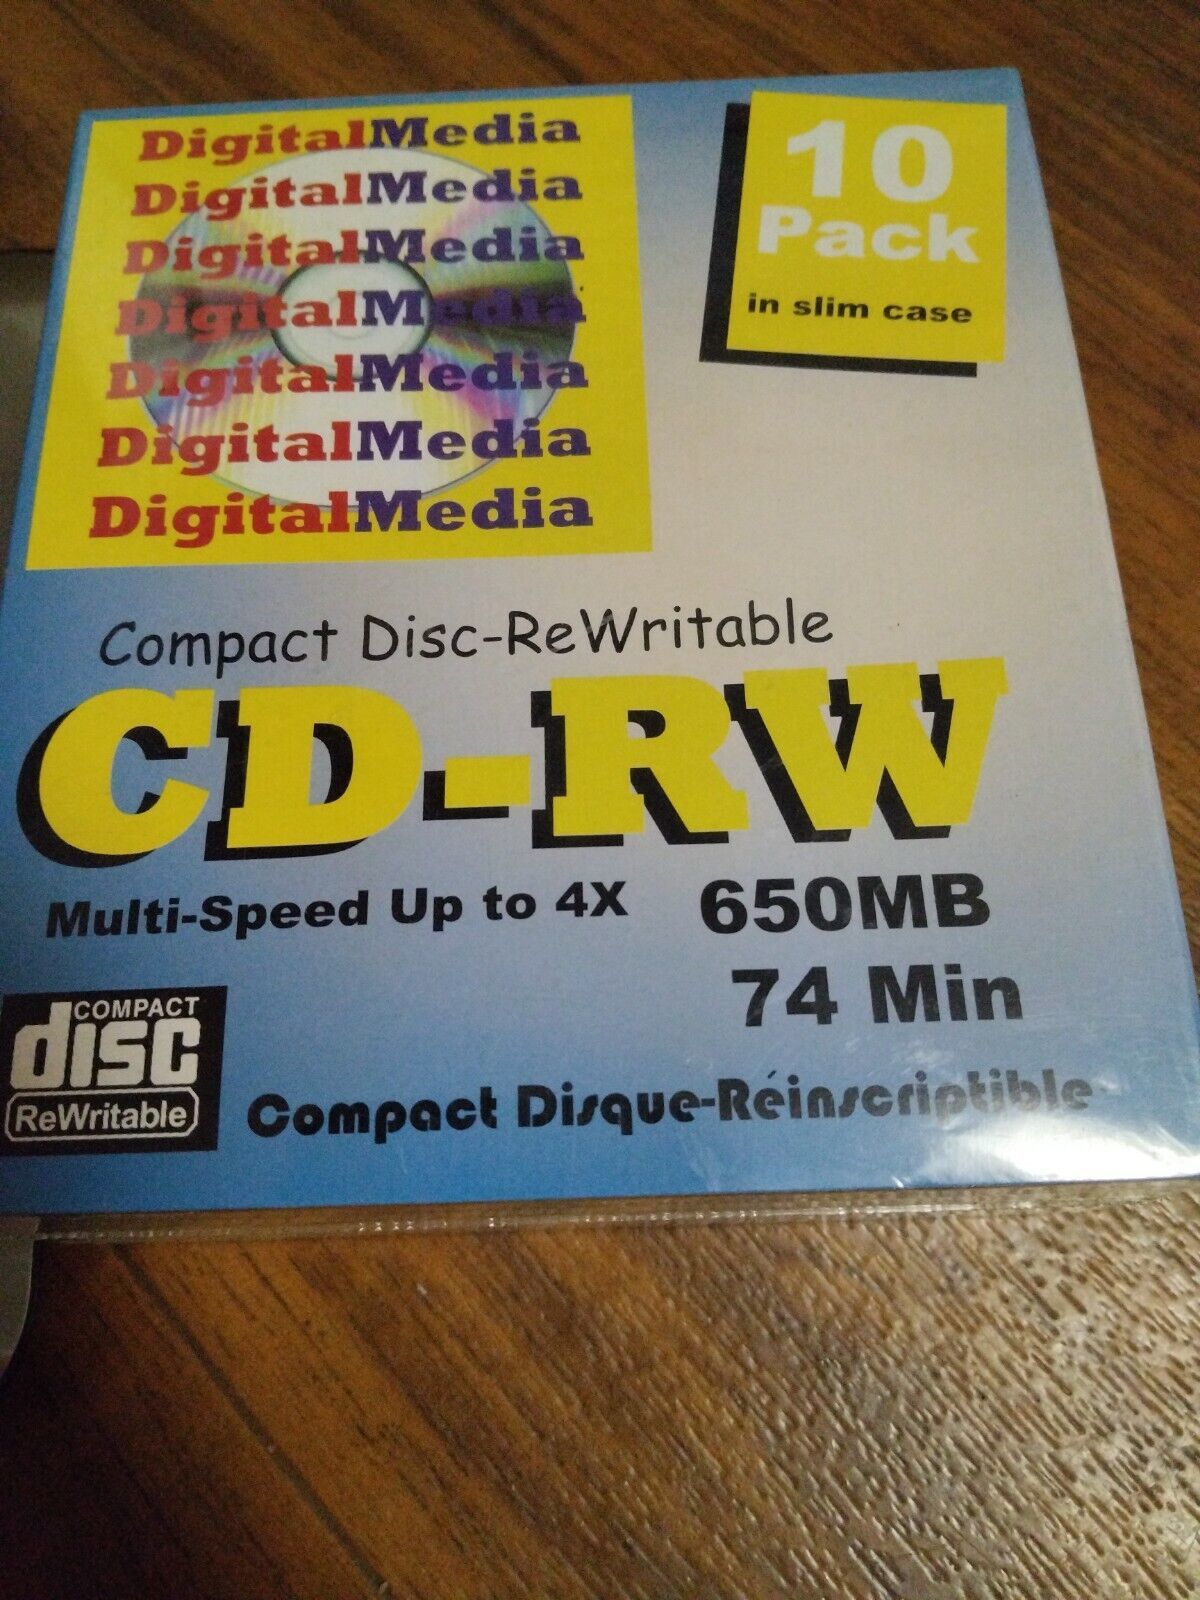 DigitalMedia
DigitalMedia
DigitalMedia
DigitalMedia
DigitalMedia
DigitalMedia
DigitalMedia
10
Pack
in slim case
Compact Disc-ReWritable
CD-RW
Multi-Speed Up to 4X
650MB
74 Min
COMPACT
disc
ReWritable
Compact Disque-Réinscriptible